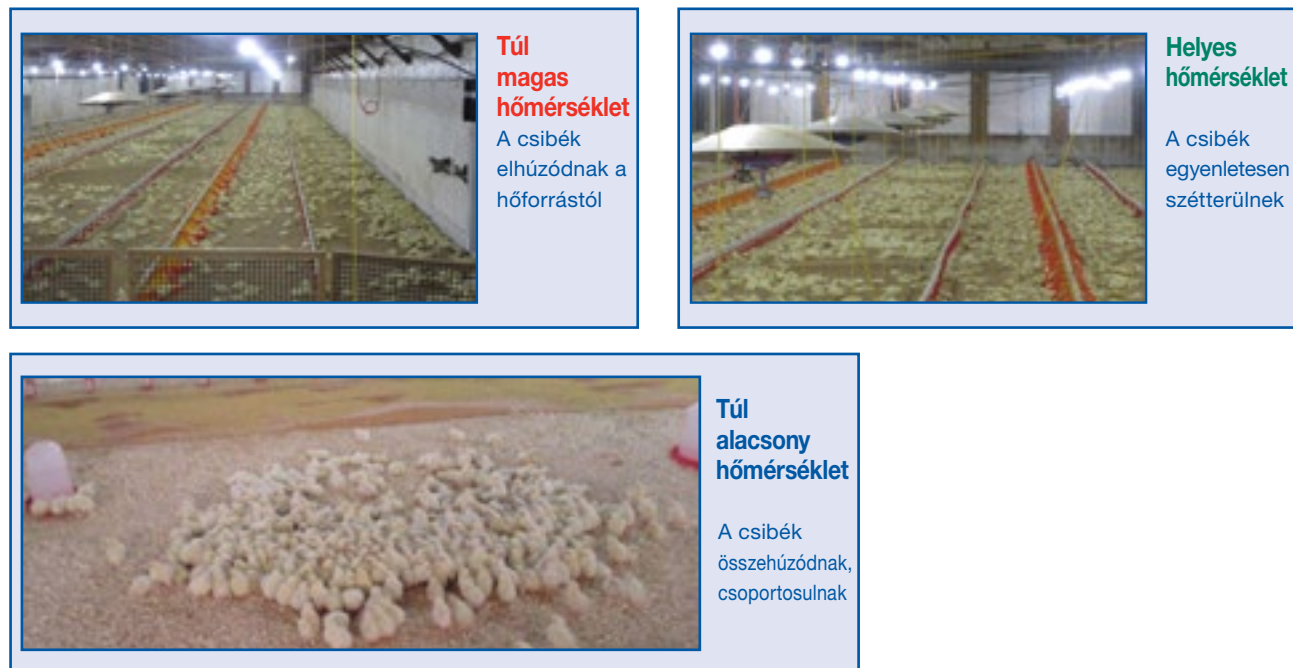 Túl
magas
hőmérséklet
A csibék
elhúzódnak a
hőforrástól
Helyes
hőmérséklet
A csibék
egyenletesen
szétterülnek
Túl
alacsony
hőmérséklet
A csibék
összehúzódnak,
csoportosulnak